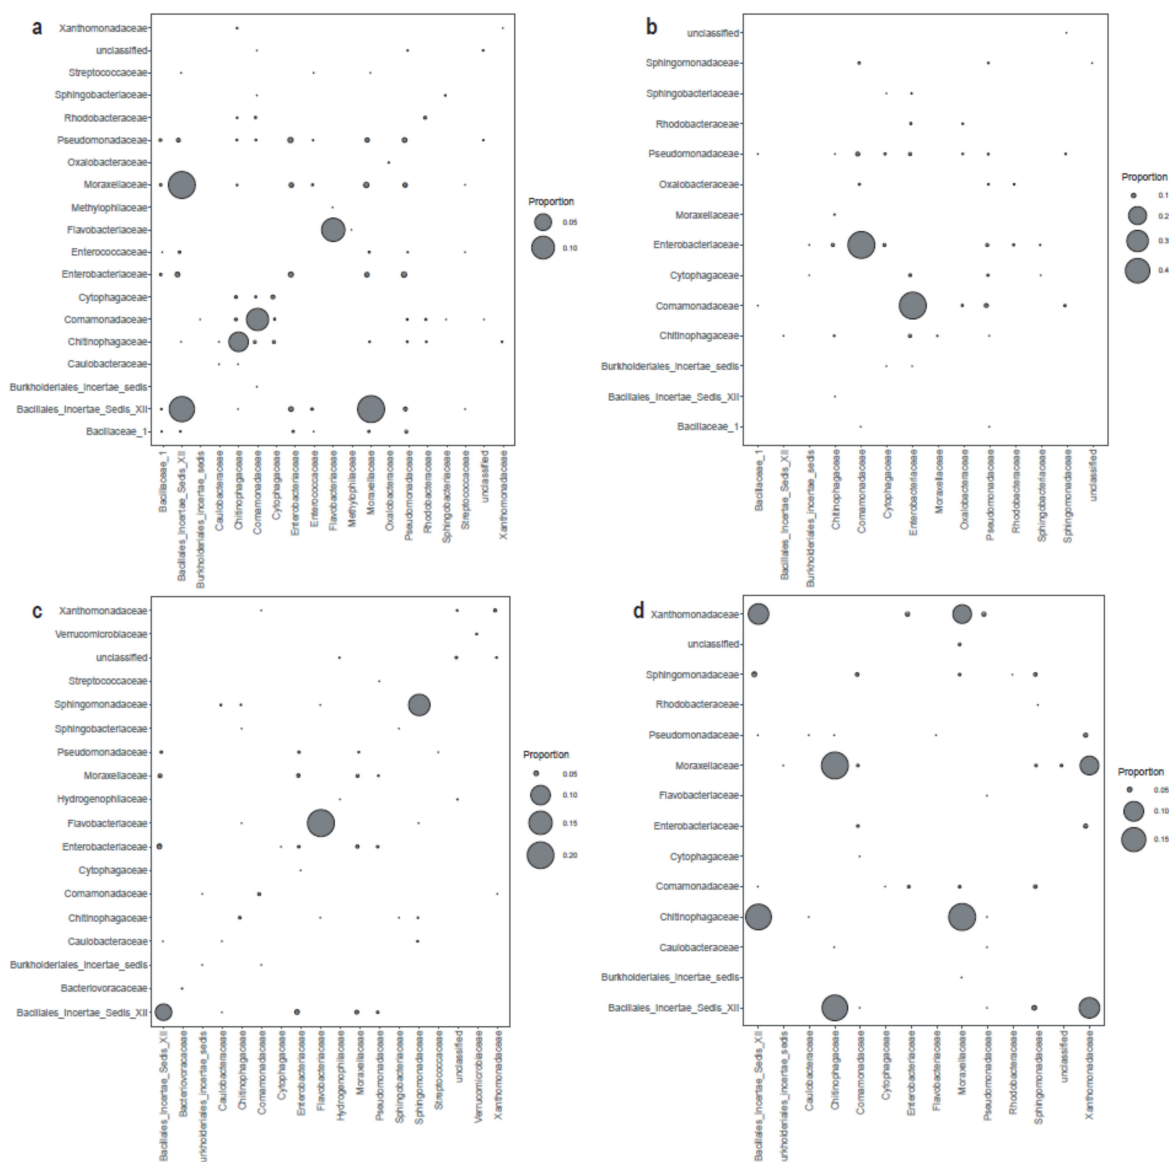 a
Xanthomonadaceae
unclassified
Streptococcaceae
Sphingobacteriaceae
Rhodobacteraceae
Pseudomonadaceae
Oxalobacteraceae
Moraxellaceae
Methylophilaceae
Flavobacteriaceae
Enterococcaceae
Enterobacteriaceae
Cytophagaceae
Comamonadaceae
Chitinophagaceae
Caulobacteraceae
Burkholderiales_incertae_sedis
Bacillales_Incertae_Sedis_XII
Bacillaceae_1
Bacillaceae_1
Bacillales_Incertae_Sedis_XII
Burkholderiales_incertae_sedis
Caulobacteraceae
Chitinophagaceae
Comamonadaceae
Cytophagaceae
Enterobacteriaceae
Enterococcaceae
Flavobacteriaceae
Methylophilaceae
Moraxellaceae
Oxalobacteraceae
Pseudomonadaceae
Rhodobacteraceae
Sphingobacteriaceae
Streptococcaceae
unclassified
Xanthomonadaceae
Proportion
0.05
0.10
b
unclassified
Sphingomonadaceae
Sphingobacteriaceae
Rhodobacteraceae
Pseudomonadaceae
Oxalobacteraceae
Moraxellaceae
Enterobacteriaceae
Cytophagaceae
Comamonadaceae
Chitinophagaceae
Burkholderiales_incertae_sedis
Bacillales_Incertae_Sedis_XII
Bacillaceae_1
Bacillaceae_1
Bacillales_Incertae_Sedis_XII
Burkholderiales_incertae_sedis
Chitinophagaceae
Comamonadaceae
Cytophagaceae
Enterobacteriaceae
Moraxellaceae
Oxalobacteraceae
Pseudomonadaceae
Rhodobacteraceae
Sphingobacteriaceae
Sphingomonadaceae
unclassified
Proportion
0.1
0.2
0.3
0.4
c
Xanthomonadaceae
Verrucomicrobiaceae
unclassified
Streptococcaceae
Sphingomonadaceae
Sphingobacteriaceae
Pseudomonadaceae
Moraxellaceae
Hydrogenophilaceae
Flavobacteriaceae
Enterobacteriaceae
Cytophagaceae
Comamonadaceae
Chitinophagaceae
Caulobacteraceae
Burkholderiales_incertae_sedis
Bacteriovoracaceae
Bacillales_Incertae_Sedis_XII
Bacillales_Incertae_Sedis_XII
Bacteriovoracaceae
urkholderiales_incertae_sedis
Caulobacteraceae
Chitinophagaceae
Comamonadaceae
Cytophagaceae
Enterobacteriaceae
Flavobacteriaceae
Hydrogenophilaceae
Moraxellaceae
Pseudomonadaceae
Sphingobacteriaceae
Sphingomonadaceae
Streptococcaceae
unclassified
Verrucomicrobiaceae
Xanthomonadaceae
Proportion
0.05
0.10
0.15
0.20
d
Xanthomonadaceae
unclassified
Sphingomonadaceae
Rhodobacteraceae
Pseudomonadaceae
Moraxellaceae
Flavobacteriaceae
Enterobacteriaceae
Cytophagaceae
Comamonadaceae
Chitinophagaceae
Caulobacteraceae
Burkholderiales_incertae_sedis
Bacillales_Incertae_Sedis_XII
Bacillales_Incertae_Sedis_XII
urkholderiales_incertae_sedis
Caulobacteraceae
Chitinophagaceae
Comamonadaceae
Cytophagaceae
Enterobacteriaceae
Flavobacteriaceae
Moraxellaceae
Pseudomonadaceae
Rhodobacteraceae
Sphingomonadaceae
unclassified
Xanthomonadaceae
Proportion
0.05
0.10
0.15